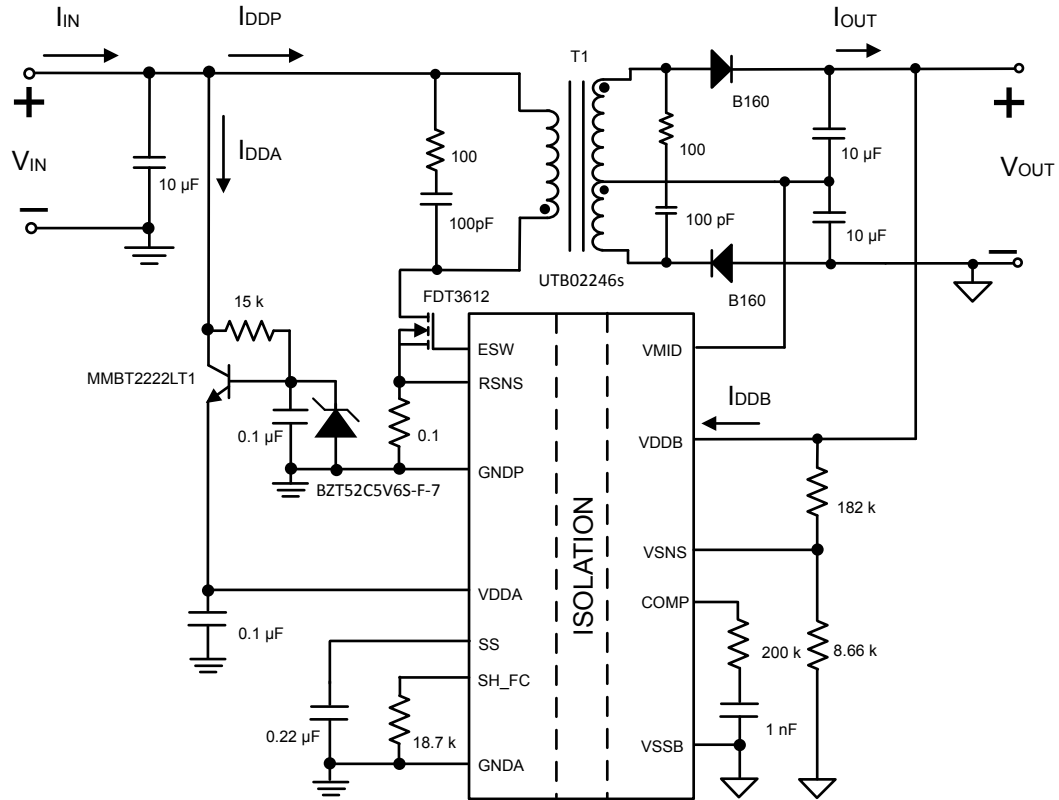 IIN
IDDP
IOUT
T1
+
B160
+
VIN
10 µF
IDDA
100
100
10 µF
VOUT
100pF
100 pF
10 µF
–
–
UTB02246s
B160
FDT3612
15 k
ESW
VMID
MMBT2222LT1
RSNS
IDDB
0.1 µF
0.1
VDDB
GNDP
BZT52C5V6S-F-7
182 k
ISOLATION
VSNS
VDDA
COMP
0.1 µF
SS
200 k
8.66 k
SH_FC
0.22 µF
18.7 k
1 nF
VSSB
GNDA